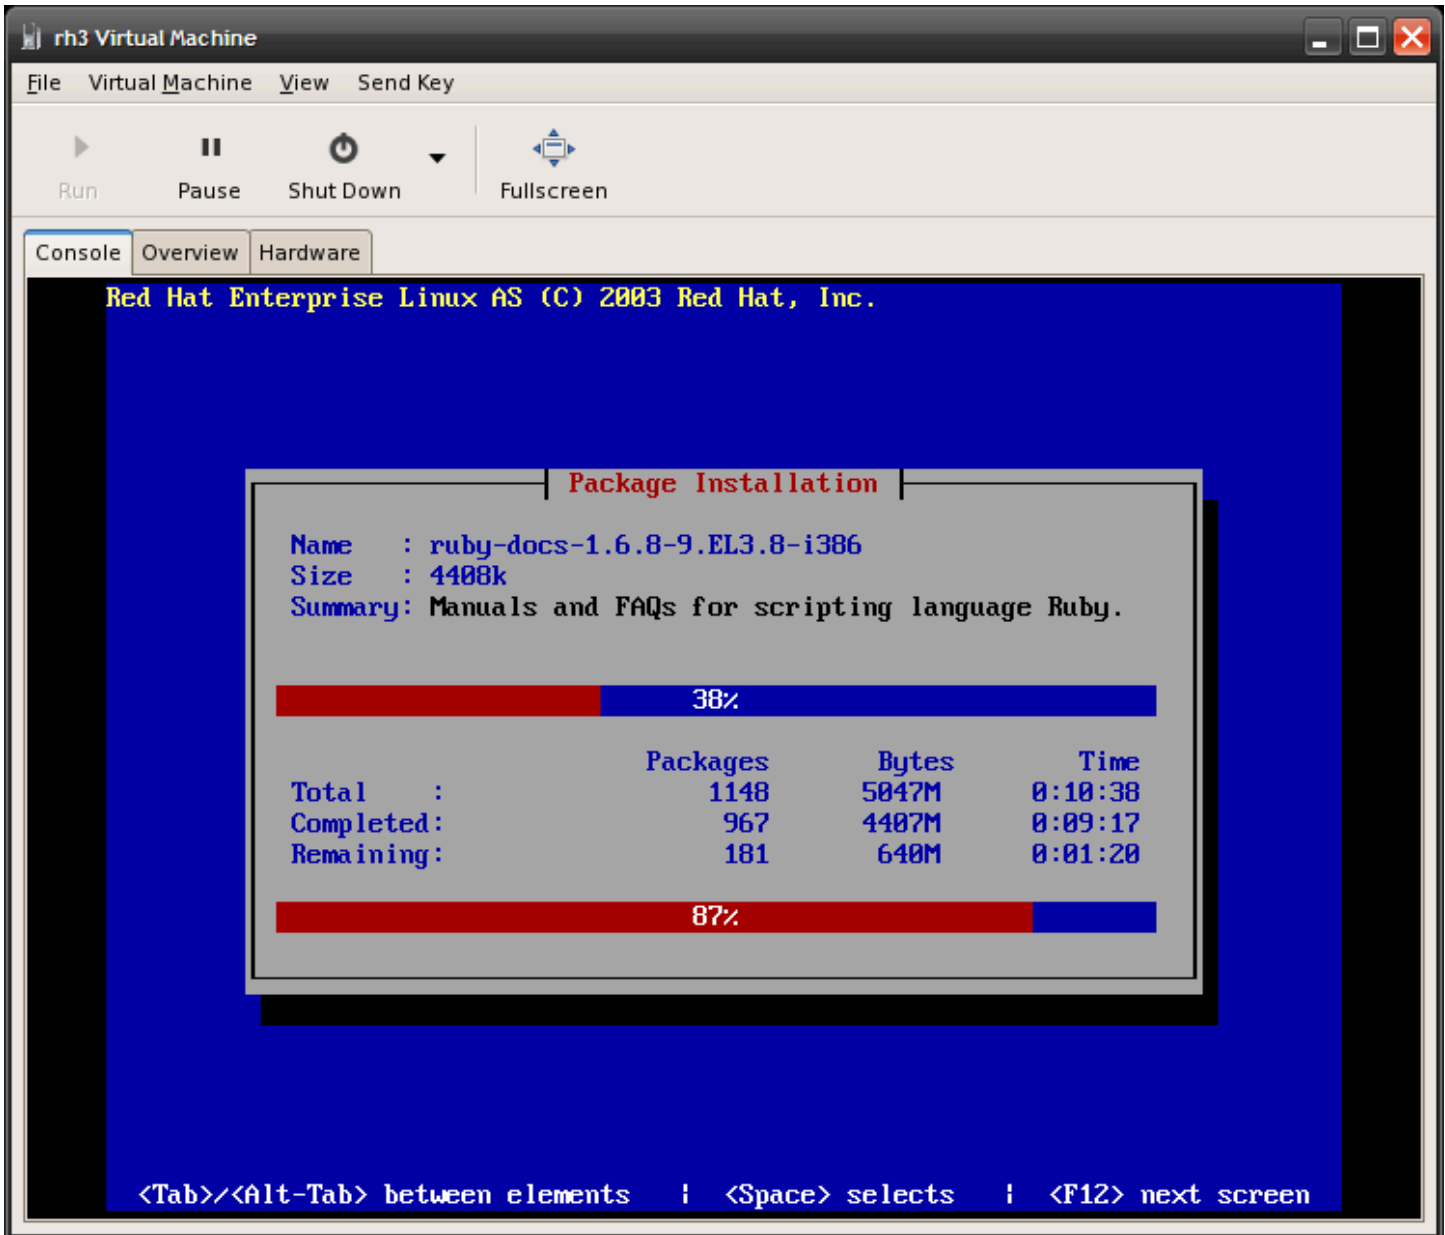 rh3 Virtual Machine
File Virtual Machine View Send Key
Run Pause Shut Down Fullscreen
Console Overview Hardware
Red Hat Enterprise Linux AS (C) 2003 Red Hat, Inc.
Package Installation
Name : ruby-docs-1.6.8-9.EL3.8-i386
Size : 4408k
Summary: Manuals and FAQs for scripting language Ruby.
38%
Packages Bytes Time
Total : 1148 5047M 0:10:38
Completed: 967 4407M 0:09:17
Remaining: 181 640M 0:01:20
87%
<Tab>/<Alt-Tab> between elements | <Space> selects | <F12> next screen